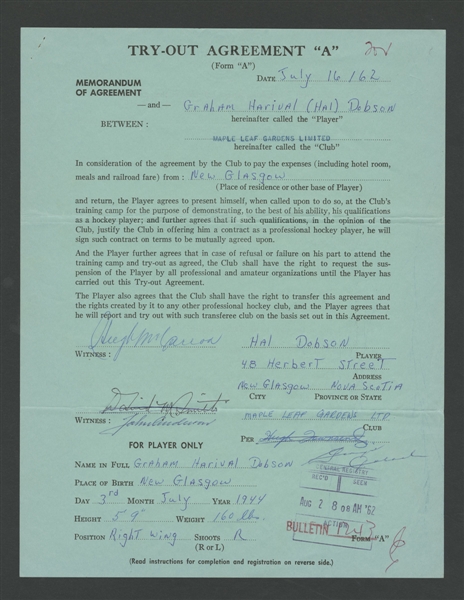 TRY-OUT AGREEMENT "A"
(Form "A")
DATE July 16/62
MEMORANDUM
OF AGREEMENT
—and— Graham Harival (Hal) Dobson
hereinafter called the "Player"
BETWEEN:
MAPLE LEAF GARDENS LIMITED
hereinafter called the "Club"
In consideration of the agreement by the Club to pay the expenses (including hotel room,
meals and railroad fare) from: New Glasgow
(Place of residence or other base of Player)
and return, the Player agrees to present himself, when called upon to do so, at the Club's
training camp for the purpose of demonstrating, to the best of his ability, his qualifications
as a hockey player; and further agrees that if such qualifications, in the opinion of the
Club, justify the Club in offering him a contract as a professional hockey player, he will
sign such contract on terms to be mutually agreed upon.
And the Player further agrees that in case of refusal or failure on his part to attend the
training camp and try-out as agreed, the Club shall have the right to request the sus-
pension of the Player by all professional and amateur organizations until the Player has
carried out this Try-out Agreement.
The Player also agrees that the Club shall have the right to transfer this agreement and
the rights created by it to any other professional hockey club, and the Player agrees that
he will report and try out with such transferee club on the basis set out in this Agreement.
Hugh
WITNESS:
Hal Dobson
PLAYER
48 Herbert Street
ADDRESS
New Glasgow Nova Scotia
CITY PROVINCE OR STATE
David Smith
WITNESS:
MAPLE LEAF GARDENS LTD
CLUB
PER Hugh
FOR PLAYER ONLY
NAME IN FULL Graham Harival Dobson
PLACE OF BIRTH New Glasgow
DAY 3rd MONTH July YEAR 1944
HEIGHT 5'9" WEIGHT 160 lbs.
POSITION Right Wing SHOOTS R
(R or L)
CENTRAL REGISTRY
REC'D SEEN
AUG 2 8 08 AM '62
BULLETIN 1243
FORM "A"
(Read instructions for completion and registration on reverse side.)